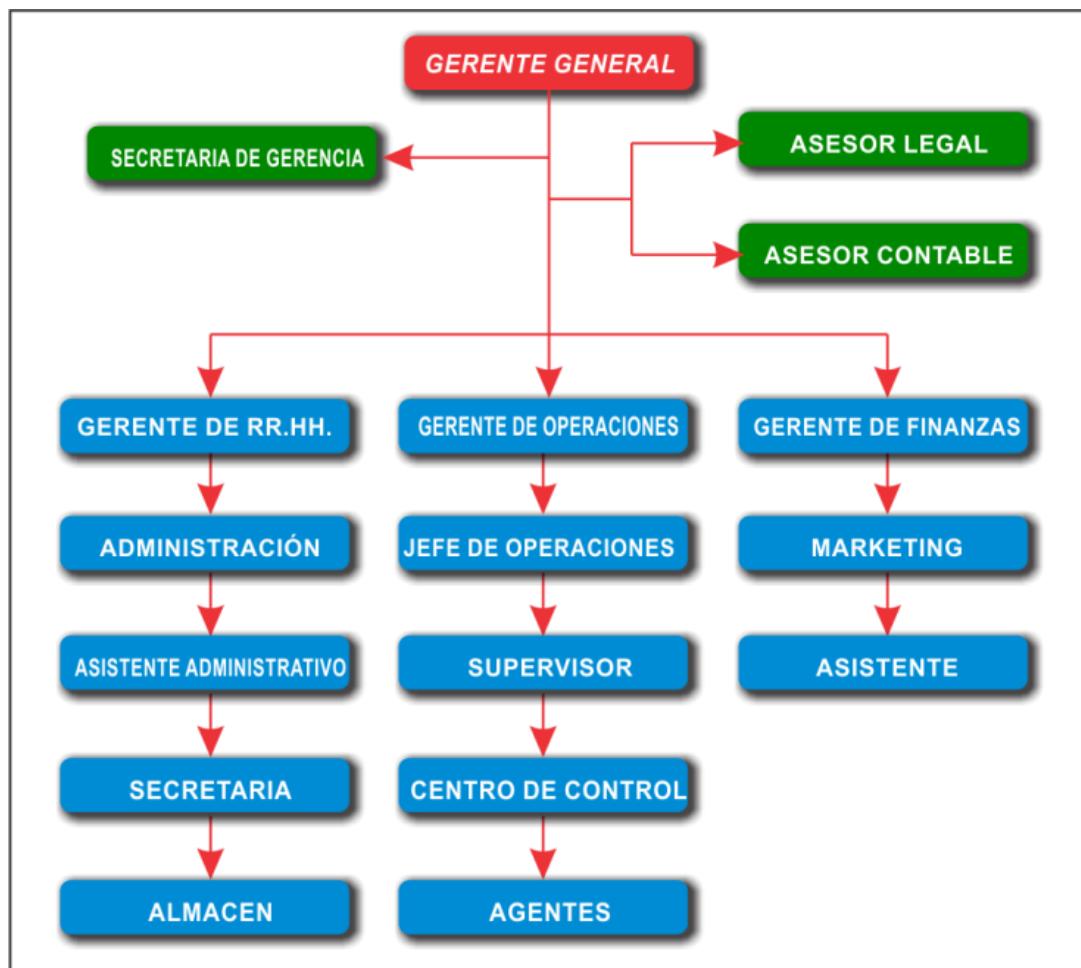 GERENTE GENERAL
SECRETARIA DE GERENCIA
ASESOR LEGAL
ASESOR CONTABLE
GERENTE DE RR.HH.
GERENTE DE OPERACIONES
GERENTE DE FINANZAS
ADMINISTRACIÓN
JEFE DE OPERACIONES
MARKETING
ASISTENTE ADMINISTRATIVO
SUPERVISOR
ASISTENTE
SECRETARIA
CENTRO DE CONTROL
ALMACEN
AGENTES